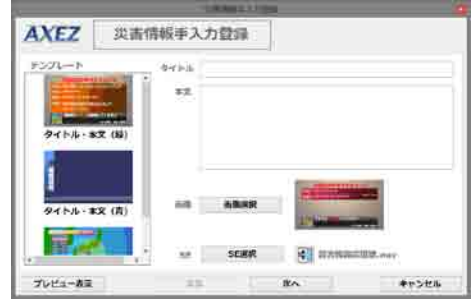 AXEZ
災害情報手入力登録
テンプレート
タイトル
本文
タイトル・本文 (緑)
タイトル・本文 (青)
画像
画像選択
SE
SE選択
プレビュー表示
次へ
キャンセル